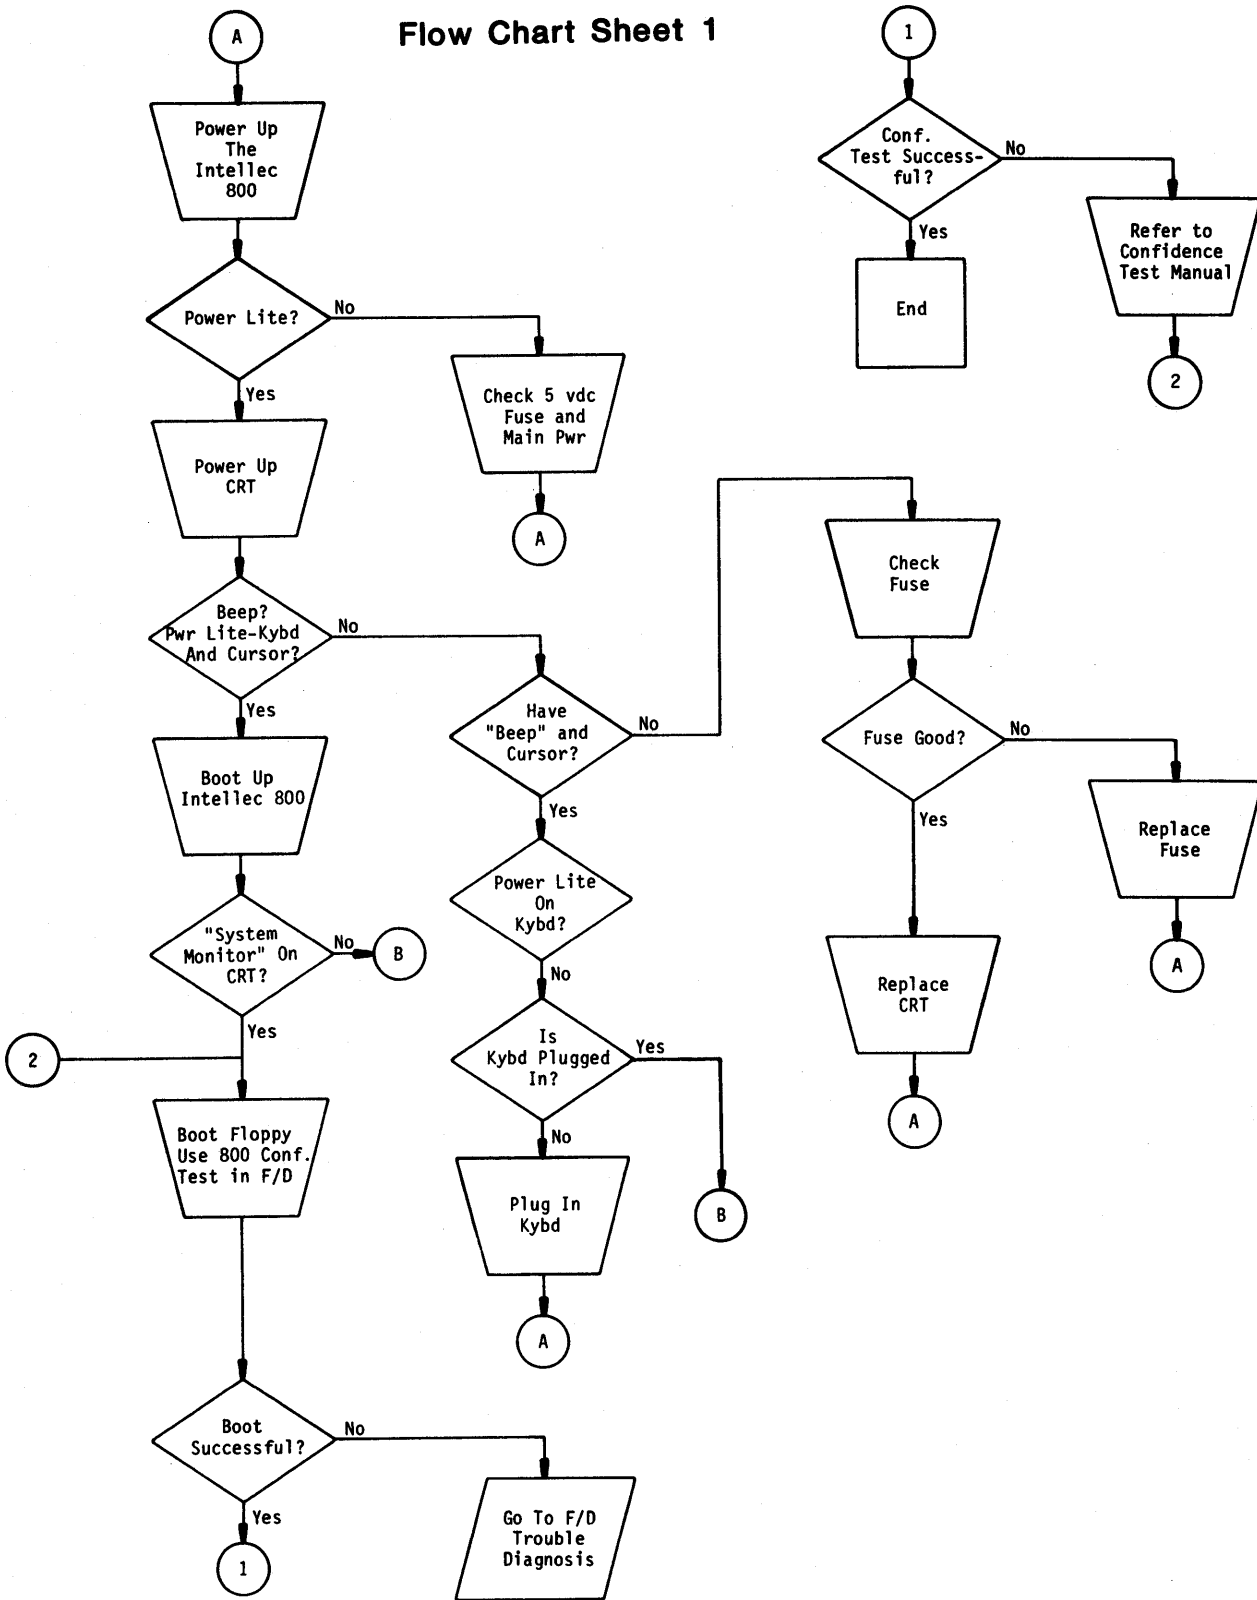 Flow Chart Sheet 1
A
Power Up
The
Intellec
800
Power Lite?
No
Yes
Check 5 vdc
Fuse and
Main Pwr
A
Power Up
CRT
Beep?
Pwr Lite-Kybd
And Cursor?
No
Yes
Boot Up
Intellec 800
"System
Monitor" On
CRT?
No
B
Yes
2
Boot Floppy
Use 800 Conf.
Test in F/D
Boot
Successful?
No
Yes
1
Go To F/D
Trouble
Diagnosis
Have
"Beep" and
Cursor?
No
Yes
Power Lite
On
Kybd?
No
Is
Kybd Plugged
In?
Yes
No
B
Plug In
Kybd
A
Check
Fuse
Fuse Good?
No
Yes
Replace
Fuse
A
Replace
CRT
A
1
Conf.
Test Success-
ful?
No
Yes
End
Refer to
Confidence
Test Manual
2